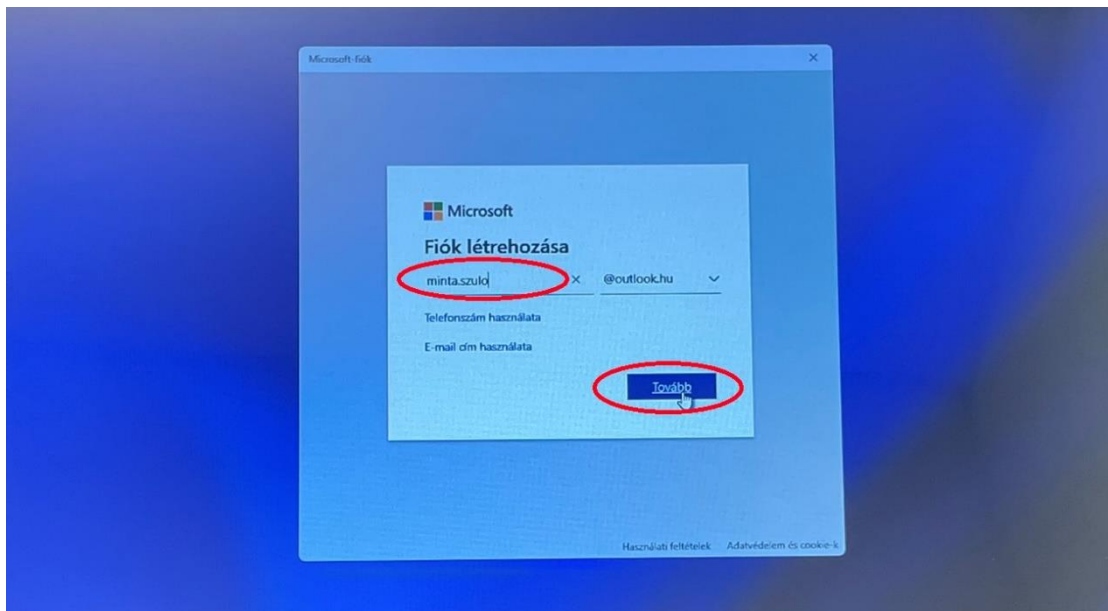 Microsoft-fiók
Microsoft
Fiók létrehozása
minta.szulo @outlook.hu
Telefonszám használata
E-mail cím használata
Tovább
Használati feltételek Adatvédelem és cookie-k